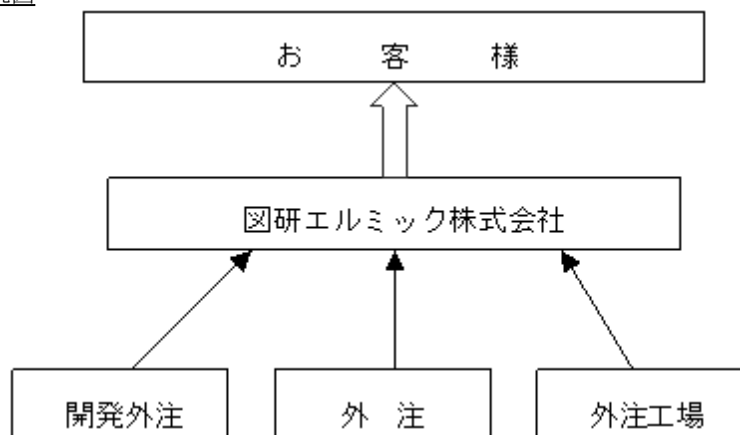 お　客　様
図研エルミック株式会社
開発外注
外　注
外注工場